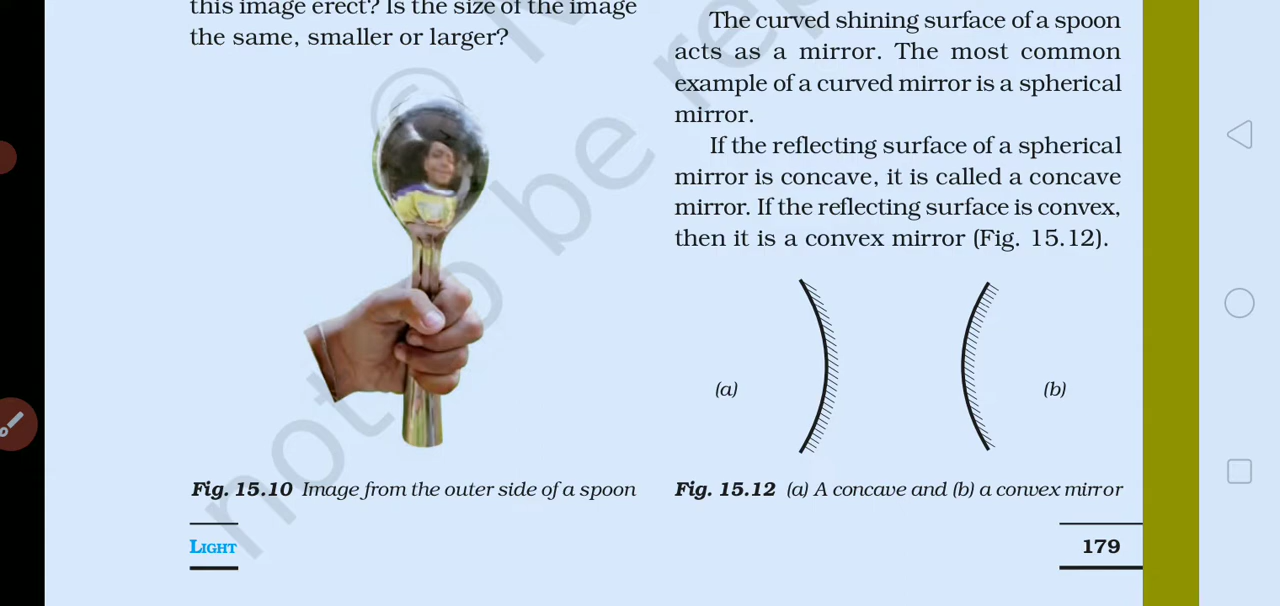 this image erect? Is the size of the image
the same, smaller or larger?
Fig. 15.10 Image from the outer side of a spoon
LIGHT
The curved shining surface of a spoon
acts as a mirror. The most common
example of a curved mirror is a spherical
mirror.
If the reflecting surface of a spherical
mirror is concave, it is called a concave
mirror. If the reflecting surface is convex,
then it is a convex mirror (Fig. 15.12).
(a)
(b)
Fig. 15.12 (a) A concave and (b) a convex mirror
179
©
not to be rep